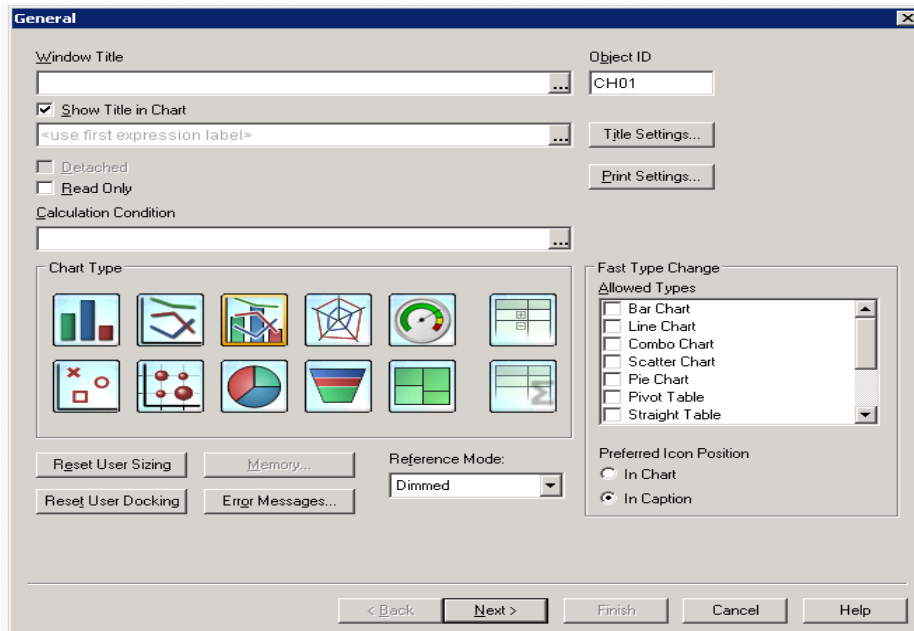 General
Window Title
Object ID
...
CH01
Show Title in Chart
<use first expression label>
...
Title Settings...
Detached
Read Only
Print Settings...
Calculation Condition
...
Chart Type
Fast Type Change
Allowed Types
Bar Chart
Line Chart
Combo Chart
Scatter Chart
Pie Chart
Pivot Table
Straight Table
Reset User Sizing
Memory...
Reference Mode:
Preferred Icon Position
In Chart
Dimmed
In Caption
Reset User Docking
Error Messages...
< Back
Next >
Finish
Cancel
Help